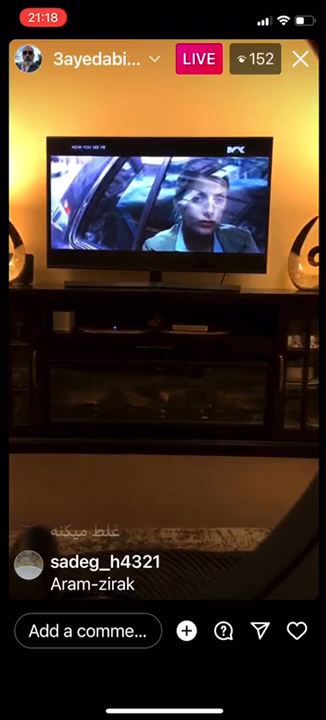 21:18
3ayedabi...
LIVE
152
NOW YOU SEE ME
غلط میکنه
sadeg_h4321
Aram-zirak
Add a comme...